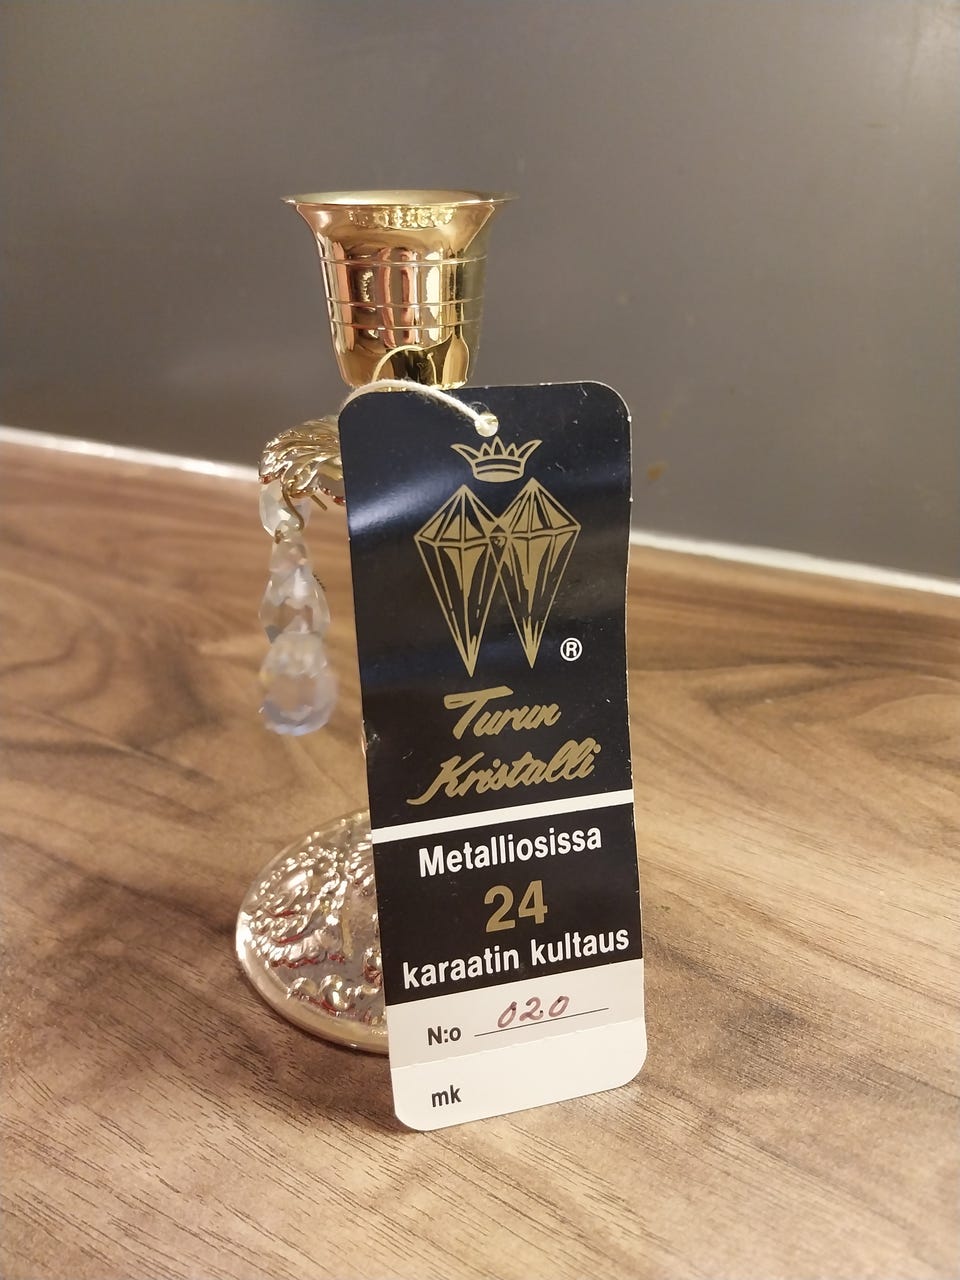 ®
Turun
Kristalli
Metalliosissa
24
karaatin kultaus
N:o 020
mk